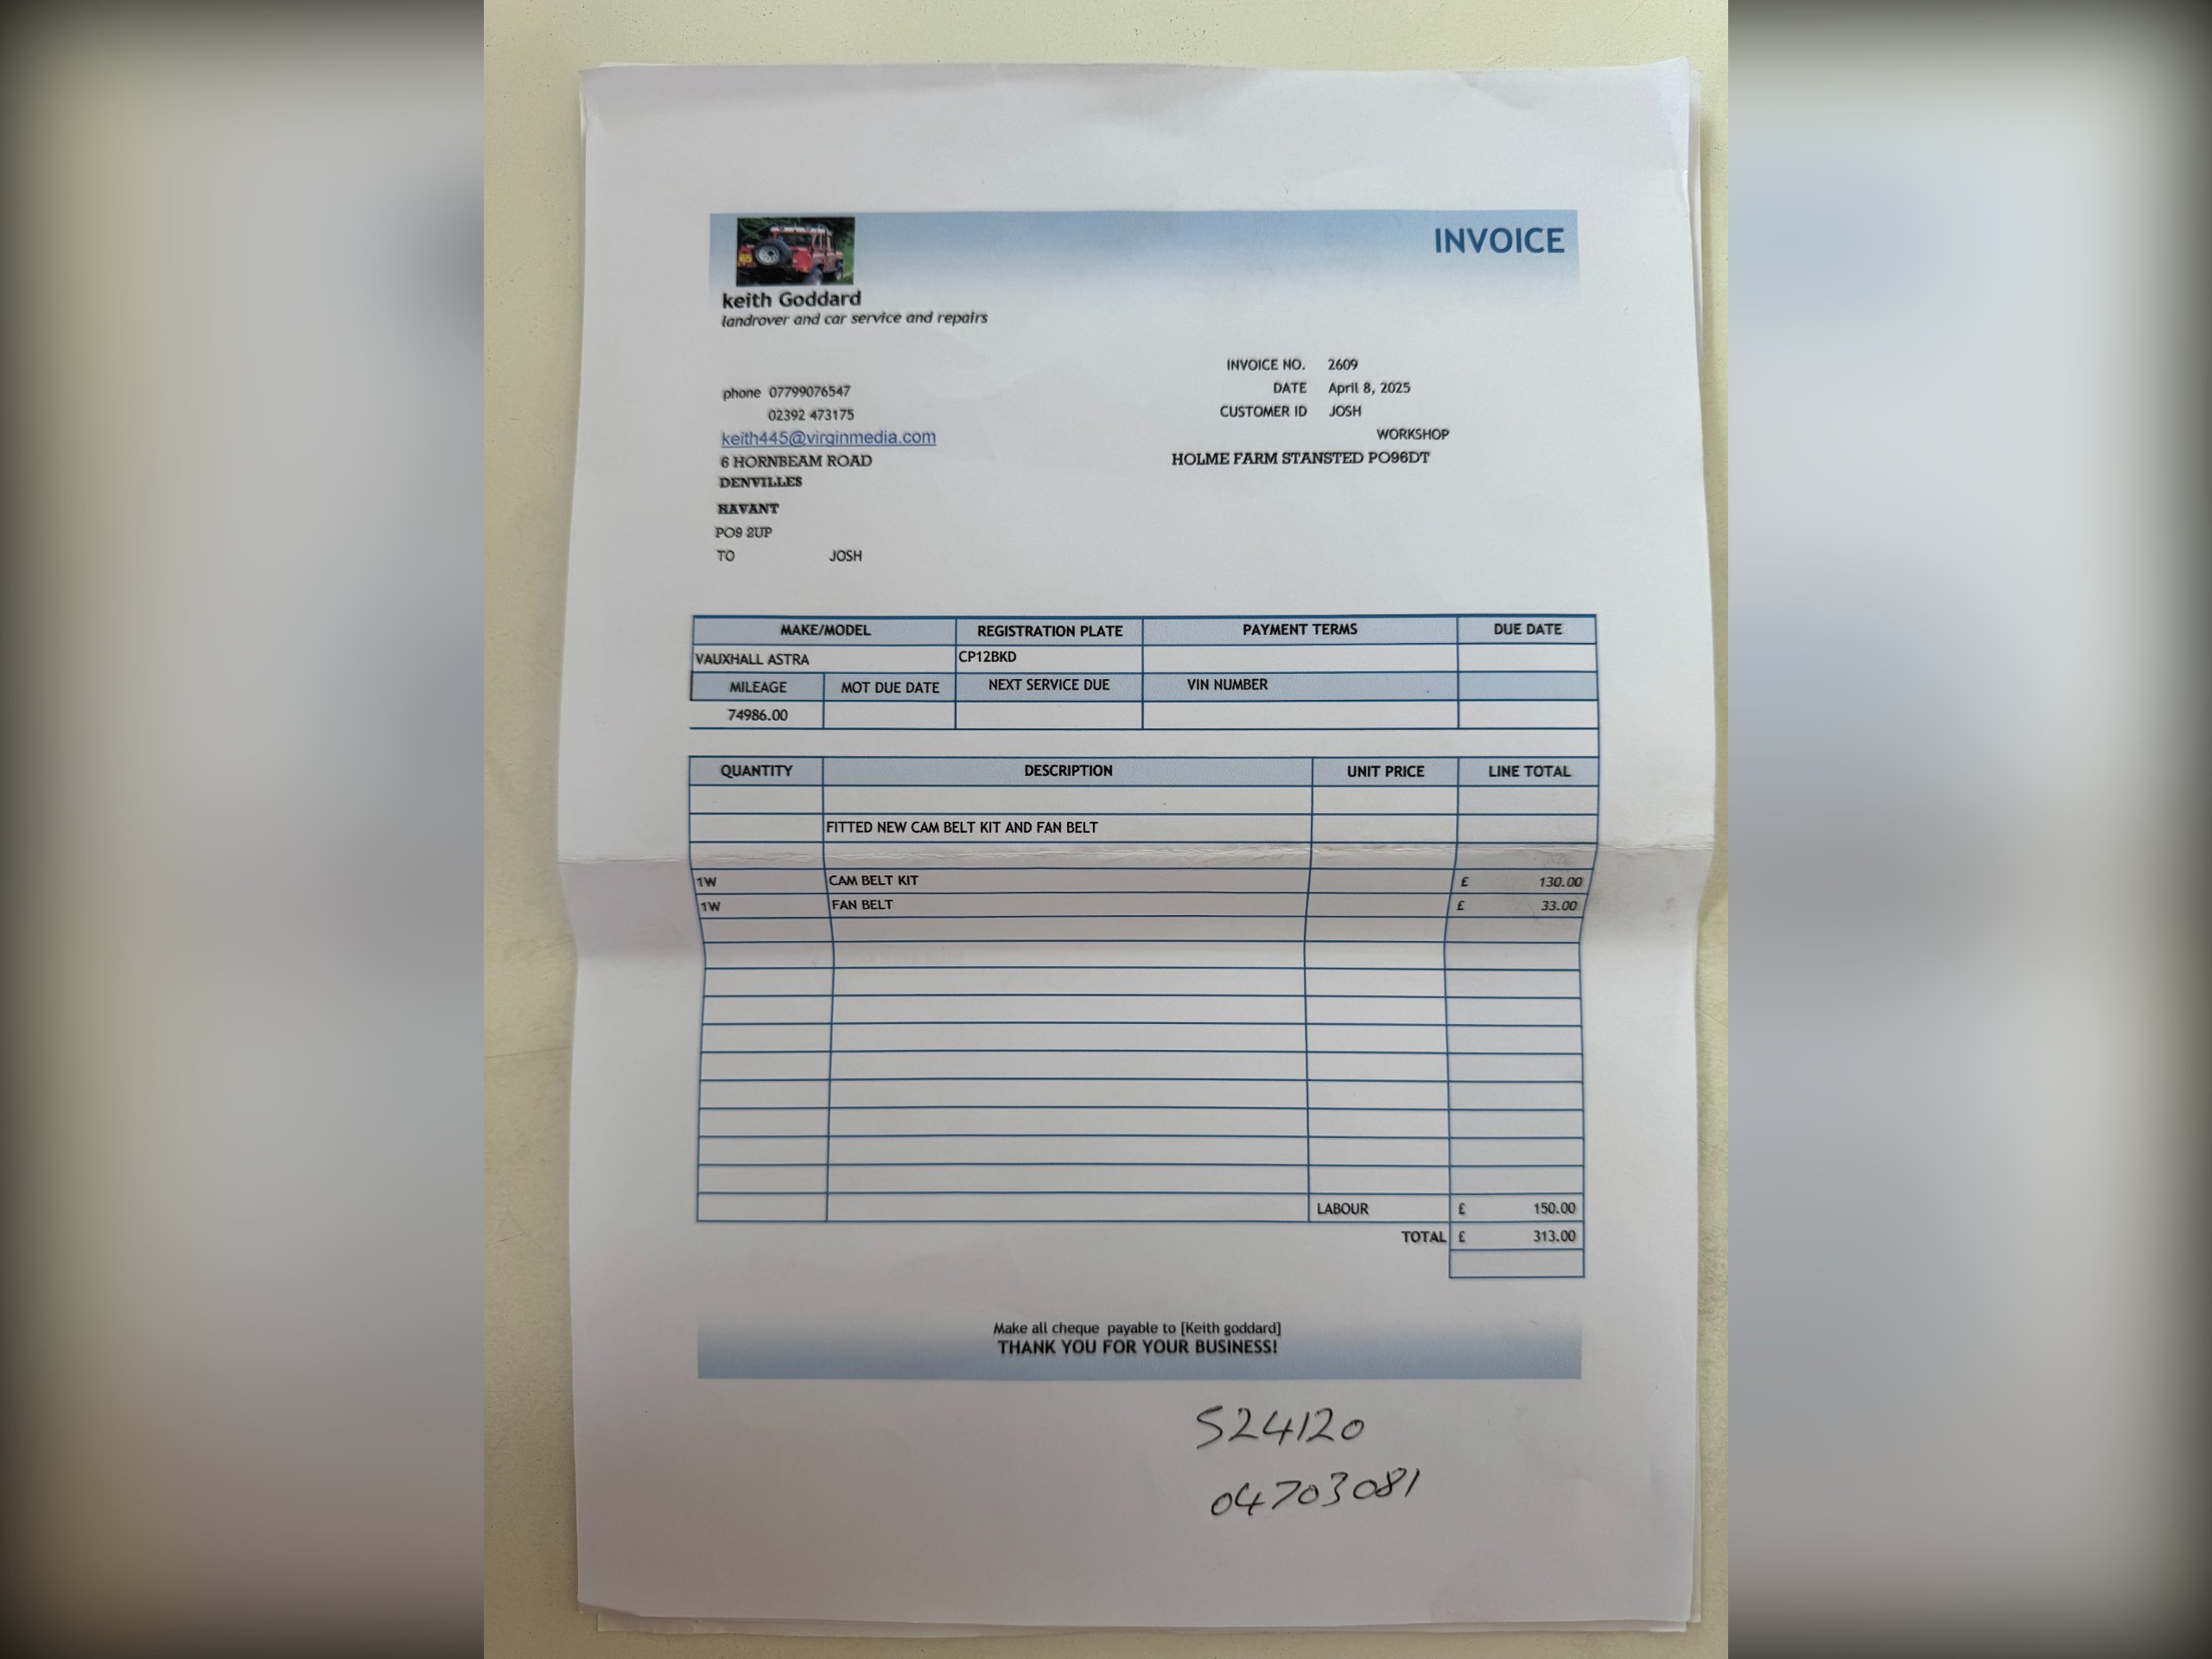 INVOICE
keith Goddard
landrover and car service and repairs
INVOICE NO. 2609
phone 07799076547
DATE April 8, 2025
02392 473175
CUSTOMER ID JOSH
keith445@virginmedia.com
WORKSHOP
6 HORNBEAM ROAD
HOLME FARM STANSTED PO96DT
DENVILLES
HAVANT
PO9 2UP
TO JOSH
MAKE/MODEL REGISTRATION PLATE PAYMENT TERMS DUE DATE
VAUXHALL ASTRA CP12BKD
MILEAGE MOT DUE DATE NEXT SERVICE DUE VIN NUMBER
74986.00
QUANTITY DESCRIPTION UNIT PRICE LINE TOTAL
FITTED NEW CAM BELT KIT AND FAN BELT
1W CAM BELT KIT £ 130.00
1W FAN BELT £ 33.00
LABOUR £ 150.00
TOTAL £ 313.00
Make all cheque payable to [Keith goddard]
THANK YOU FOR YOUR BUSINESS!
524120
04703081